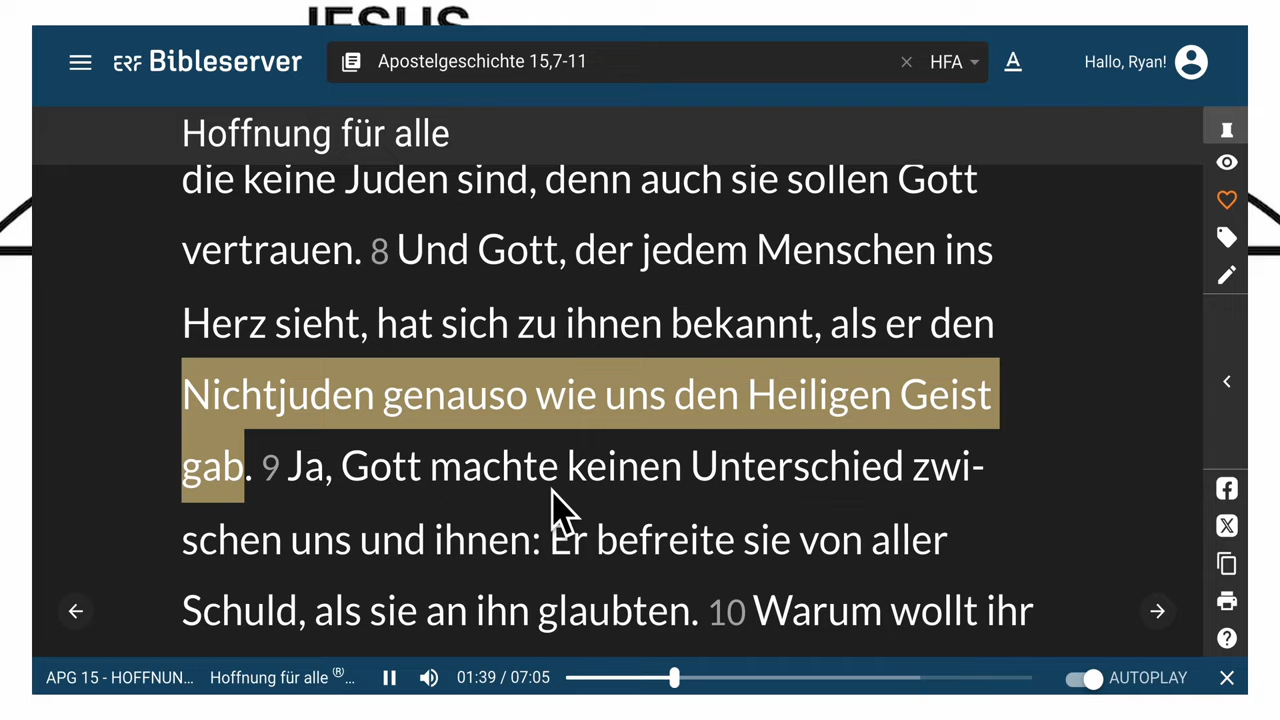 JESUS
ERF Bibleserver
Apostelgeschichte 15,7-11
HFA
A
Hallo, Ryan!
Hoffnung für alle
die keine Juden sind, denn auch sie sollen Gott
vertrauen. 8 Und Gott, der jedem Menschen ins
Herz sieht, hat sich zu ihnen bekannt, als er den
Nichtjuden genauso wie uns den Heiligen Geist
gab. 9 Ja, Gott machte keinen Unterschied zwi-
schen uns und ihnen: Er befreite sie von aller
Schuld, als sie an ihn glaubten. 10 Warum wollt ihr
APG 15 - HOFFNUN...
Hoffnung für alle (R)...
01:39 / 07:05
AUTOPLAY